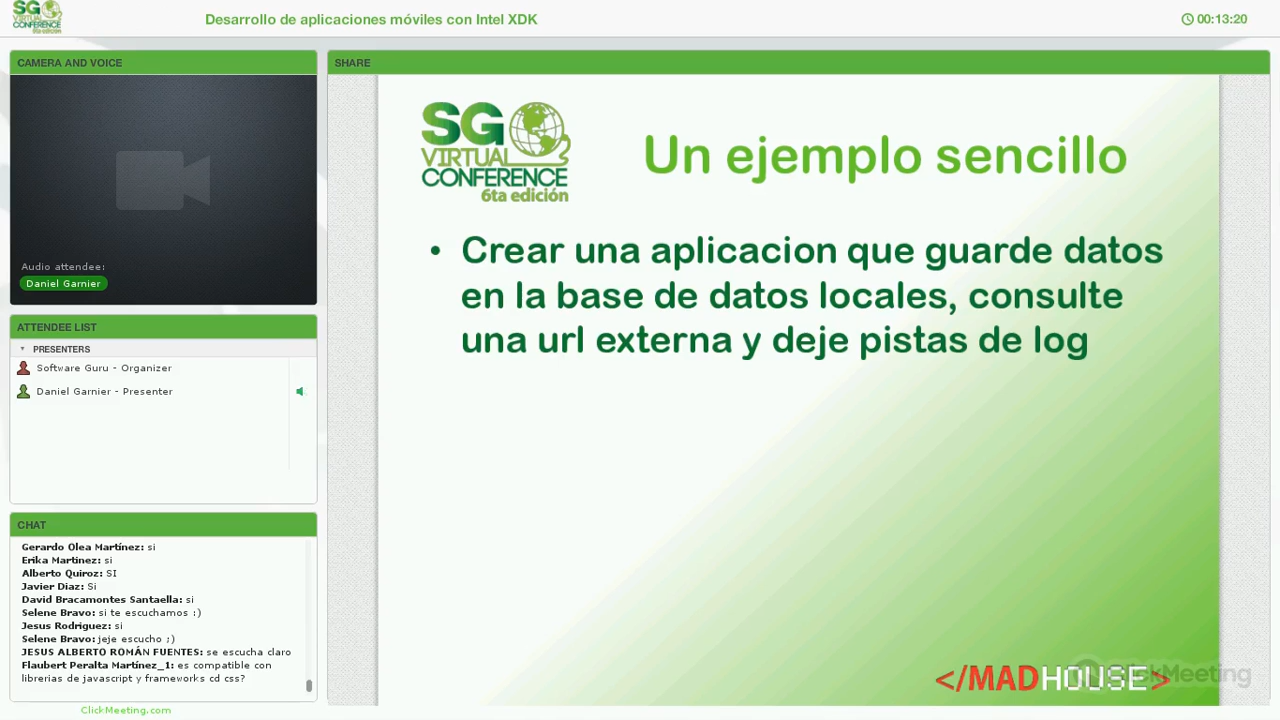 SG
VIRTUAL
CONFERENCE
6ta edición
Desarrollo de aplicaciones móviles con Intel XDK
00:13:20
CAMERA AND VOICE
Audio attendee:
Daniel Garnier
ATTENDEE LIST
PRESENTERS
Software Guru - Organizer
Daniel Garnier - Presenter
CHAT
Gerardo Olea Martínez: si
Erika Martinez: si
Alberto Quiroz: SI
Javier Diaz: Si
David Bracamontes Santaella: si
Selene Bravo: si te escuchamos :)
Jesus Rodriguez: si
Selene Bravo: jeje escucho ;)
JESUS ALBERTO ROMÁN FUENTES: se escucha claro
Flaubert Peralta Martínez_1: es compatible con
librerias de javascript y frameworks cd css?
ClickMeeting.com
SHARE
SG
VIRTUAL
CONFERENCE
6ta edición
Un ejemplo sencillo
• Crear una aplicacion que guarde datos
en la base de datos locales, consulte
una url externa y deje pistas de log
</MADHOUSE>
ClickMeeting